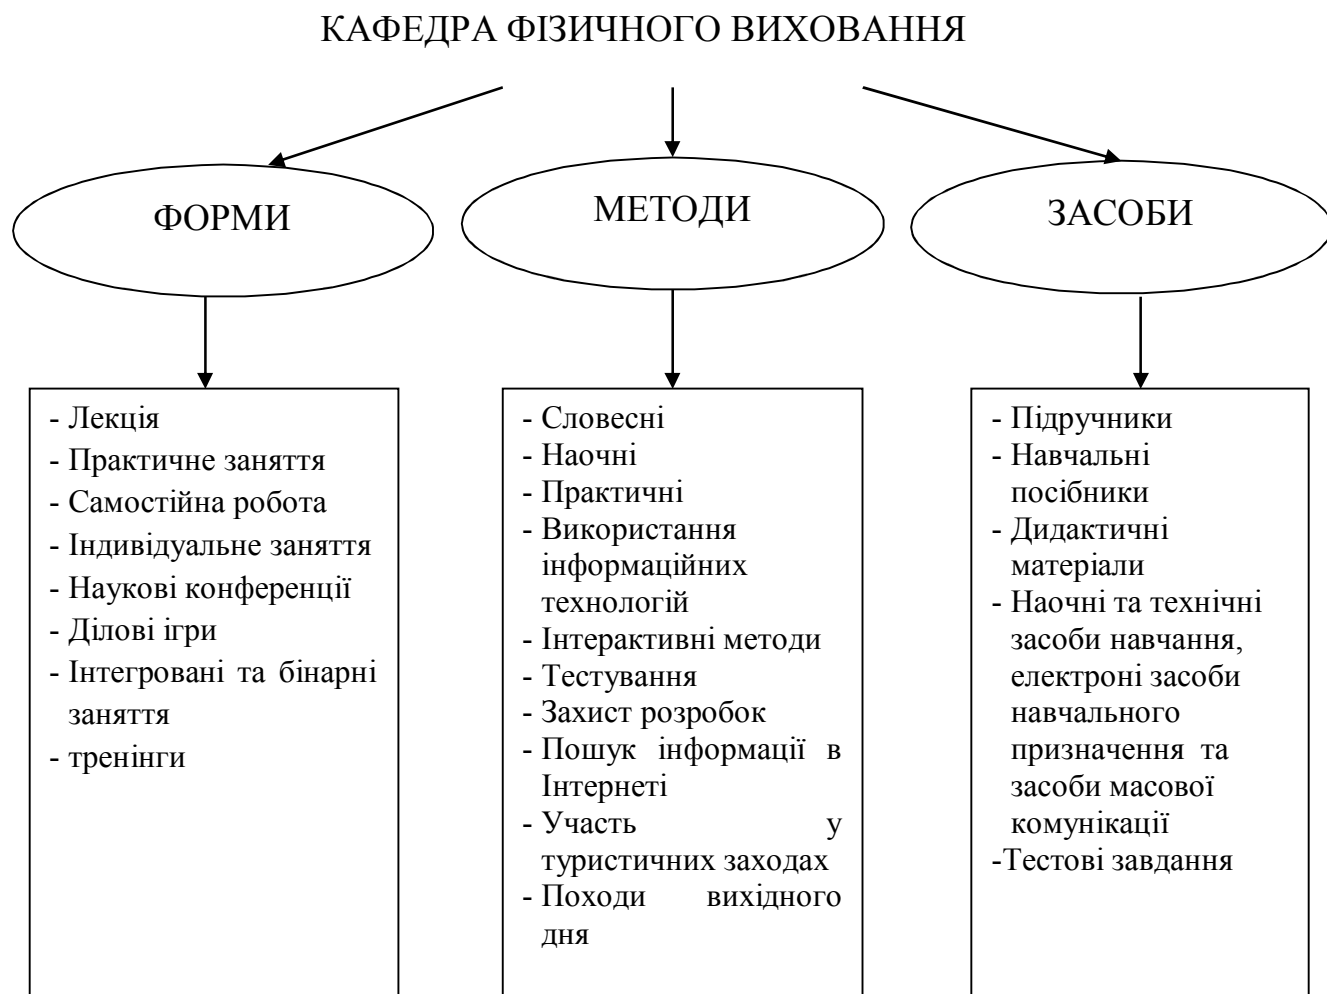 КАФЕДРА ФІЗИЧНОГО ВИХОВАННЯ
ФОРМИ
МЕТОДИ
ЗАСОБИ
- Лекція
- Практичне заняття
- Самостійна робота
- Індивідуальне заняття
- Наукові конференції
- Ділові ігри
- Інтегровані та бінарні
заняття
- тренінги
- Словесні
- Наочні
- Практичні
- Використання
інформаційних
технологій
- Інтерактивні методи
- Тестування
- Захист розробок
- Пошук інформації в
Інтернеті
- Участь у
туристичних заходах
- Походи вихідного
дня
- Підручники
- Навчальні
посібники
- Дидактичні
матеріали
- Наочні та технічні
засоби навчання,
електроні засоби
навчального
призначення та
засоби масової
комунікації
-Тестові завдання